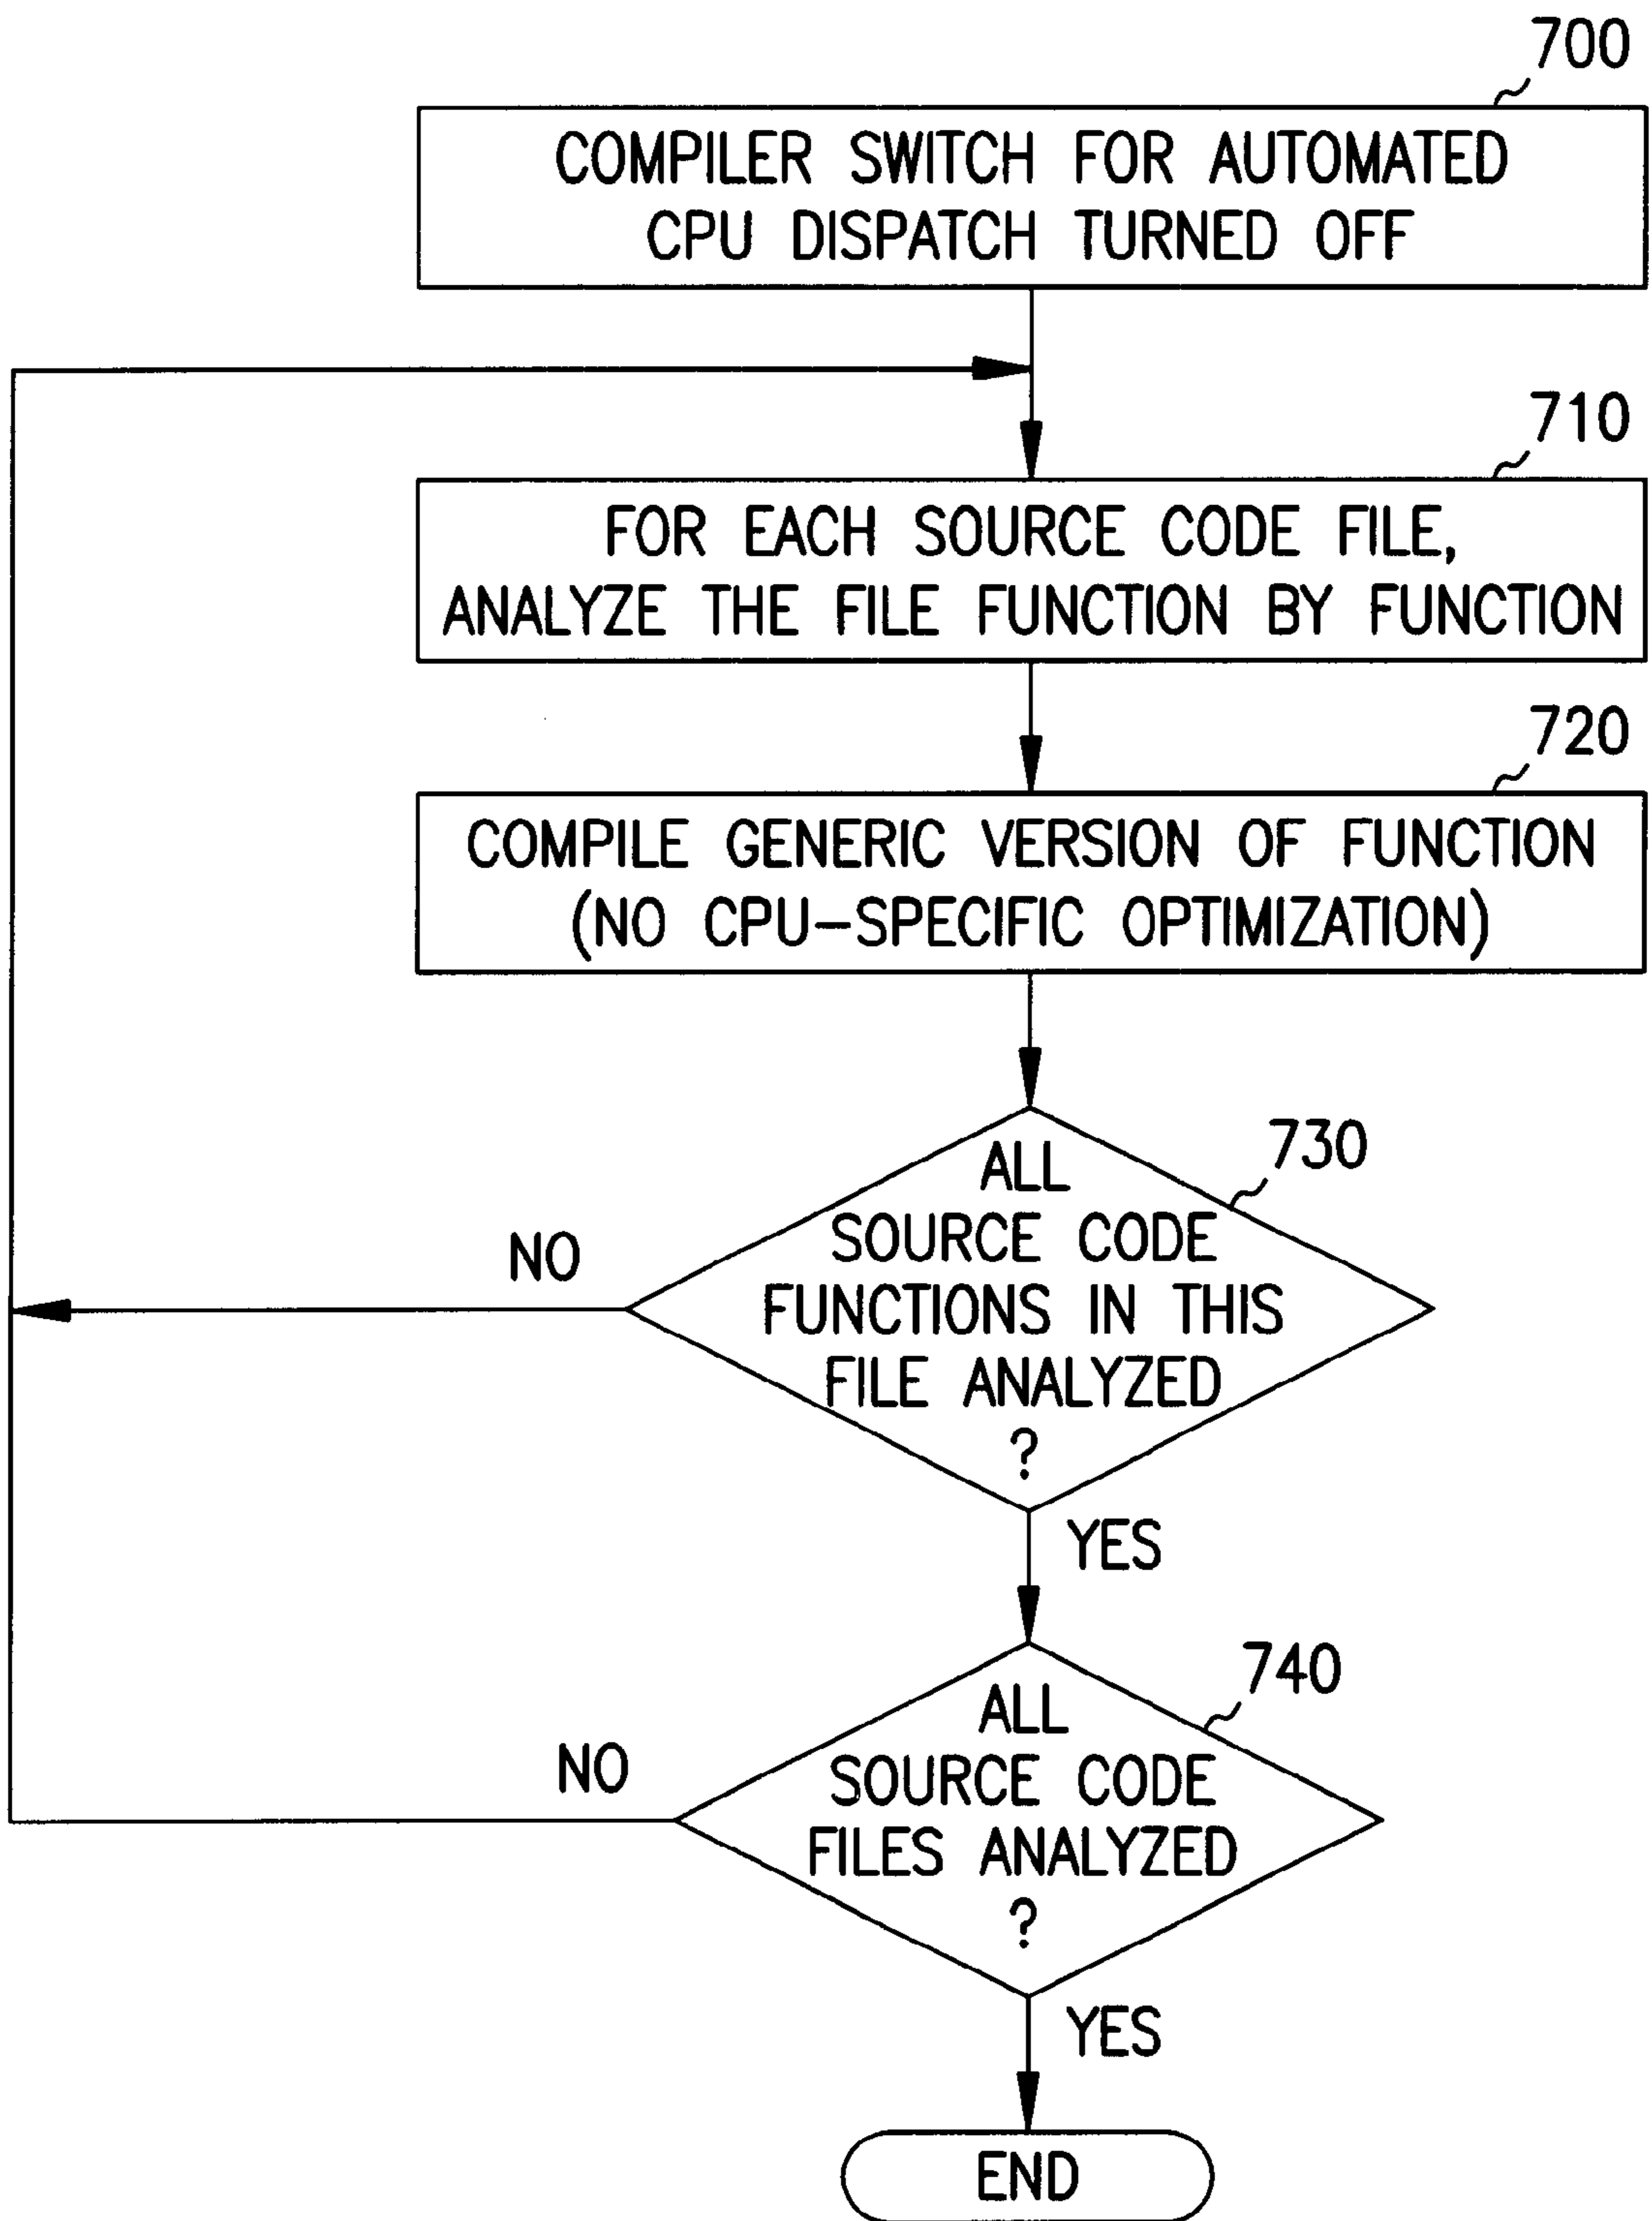 700
COMPILER SWITCH FOR AUTOMATED
CPU DISPATCH TURNED OFF
710
FOR EACH SOURCE CODE FILE,
ANALYZE THE FILE FUNCTION BY FUNCTION
720
COMPILE GENERIC VERSION OF FUNCTION
(NO CPU-SPECIFIC OPTIMIZATION)
730
ALL
SOURCE CODE
FUNCTIONS IN THIS
FILE ANALYZED
?
NO
YES
740
ALL
SOURCE CODE
FILES ANALYZED
?
NO
YES
END